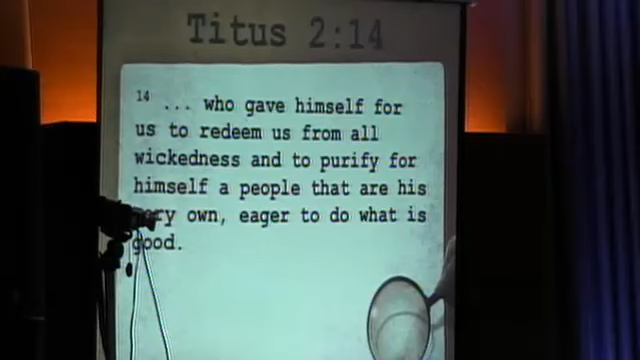 Titus 2:14
14 ... who gave himself for
us to redeem us from all
wickedness and to purify for
himself a people that are his
very own, eager to do what is
good.